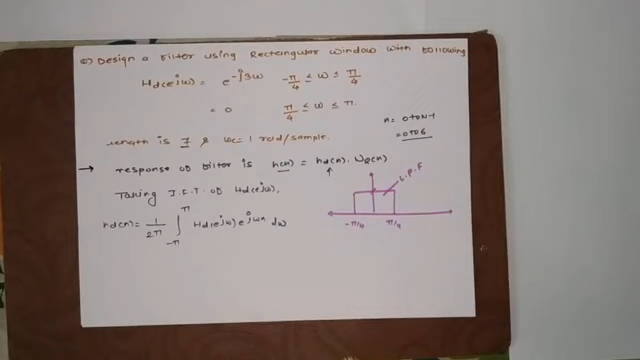 Q) Design a Filter using Rectangular window with Following
Hd(e^jω) = e^-j3ω   -π/4 ≤ ω ≤ π/4
= 0   π/4 ≤ ω ≤ π.
Length is 7 & ωc = 1 rad/sample.
n = 0 to N-1
= 0 to 6
→ response of filter is h(n) = hd(n). WR(n)
Taking I.F.T. of Hd(e^jω),
hd(n) = 1/2π ∫ -π π Hd(e^jω) e^jωn dω
L.P.F
-π/4   π/4